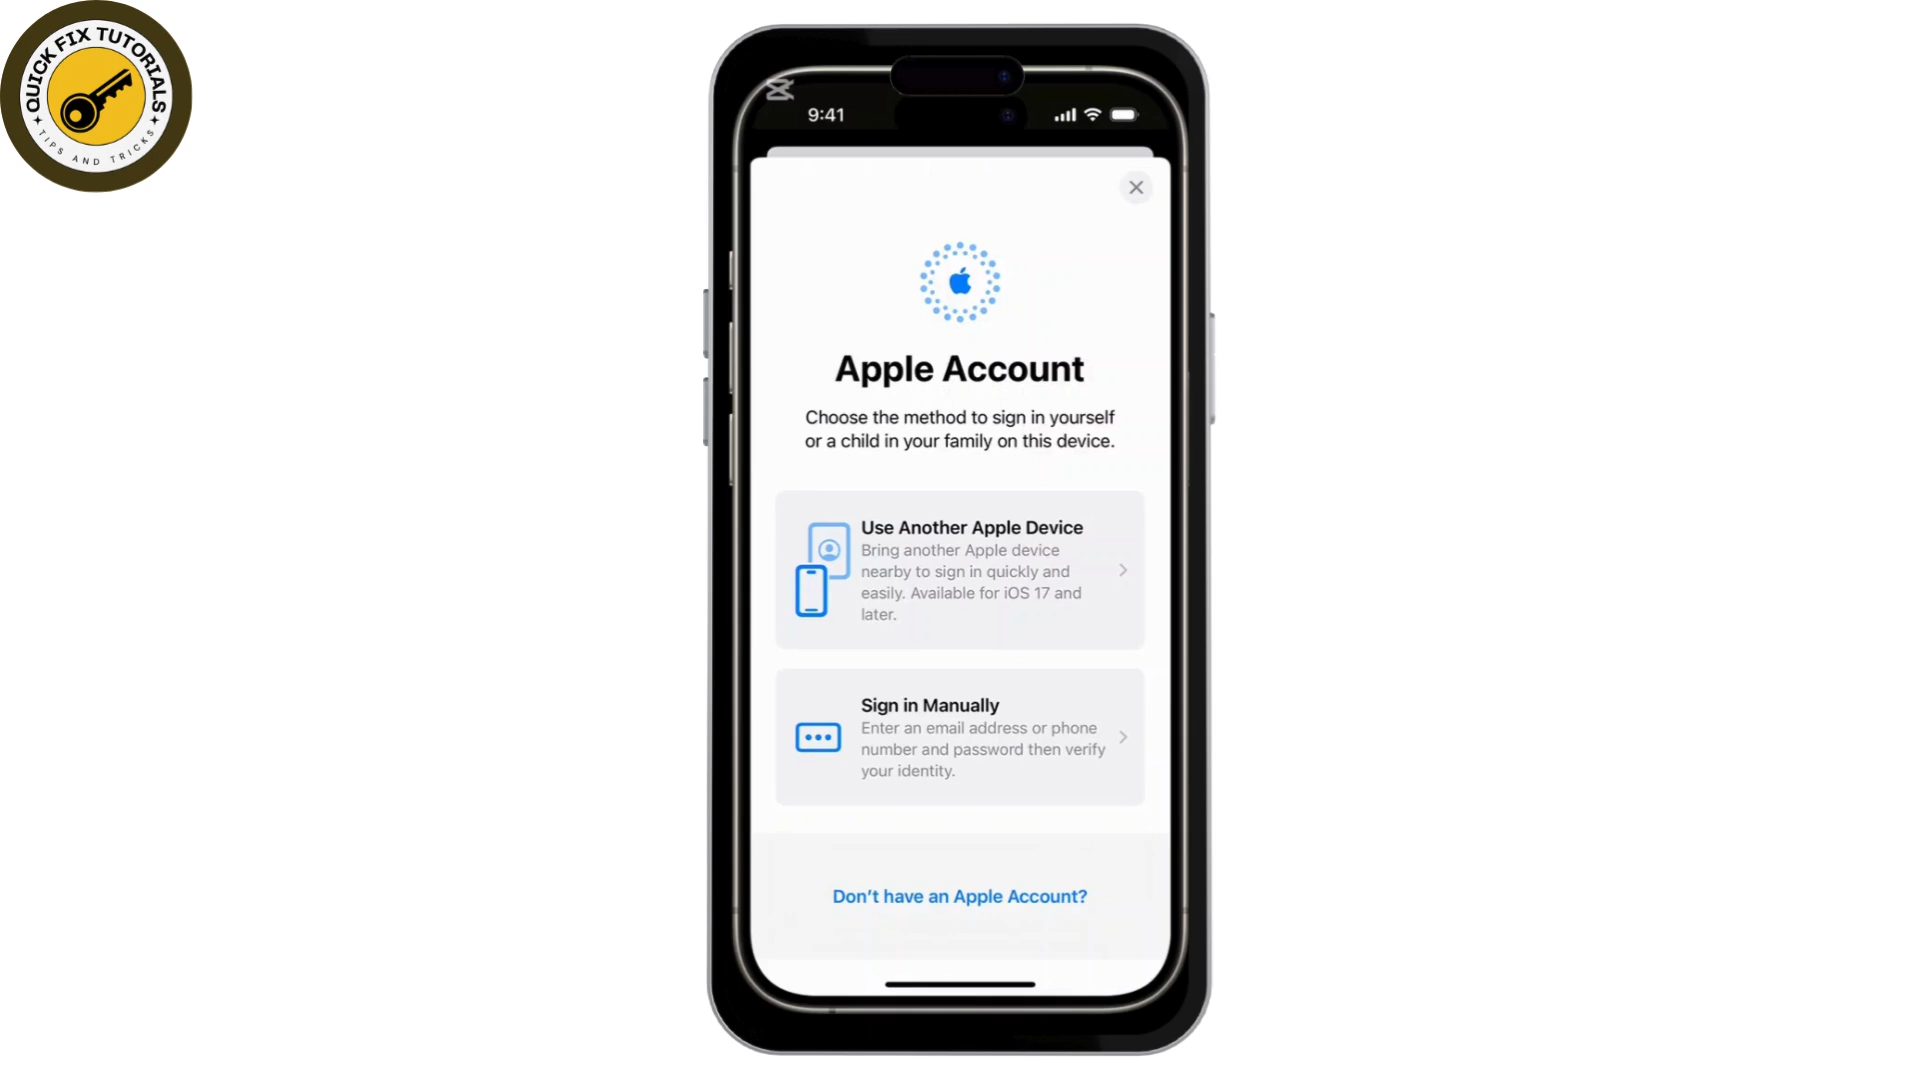 QUICK FIX TUTORIALS
TIPS AND TRICKS
9:41
Apple Account
Choose the method to sign in yourself
or a child in your family on this device.
Use Another Apple Device
Bring another Apple device
nearby to sign in quickly and
easily. Available for iOS 17 and
later.
Sign in Manually
Enter an email address or phone
number and password then verify
your identity.
Don't have an Apple Account?